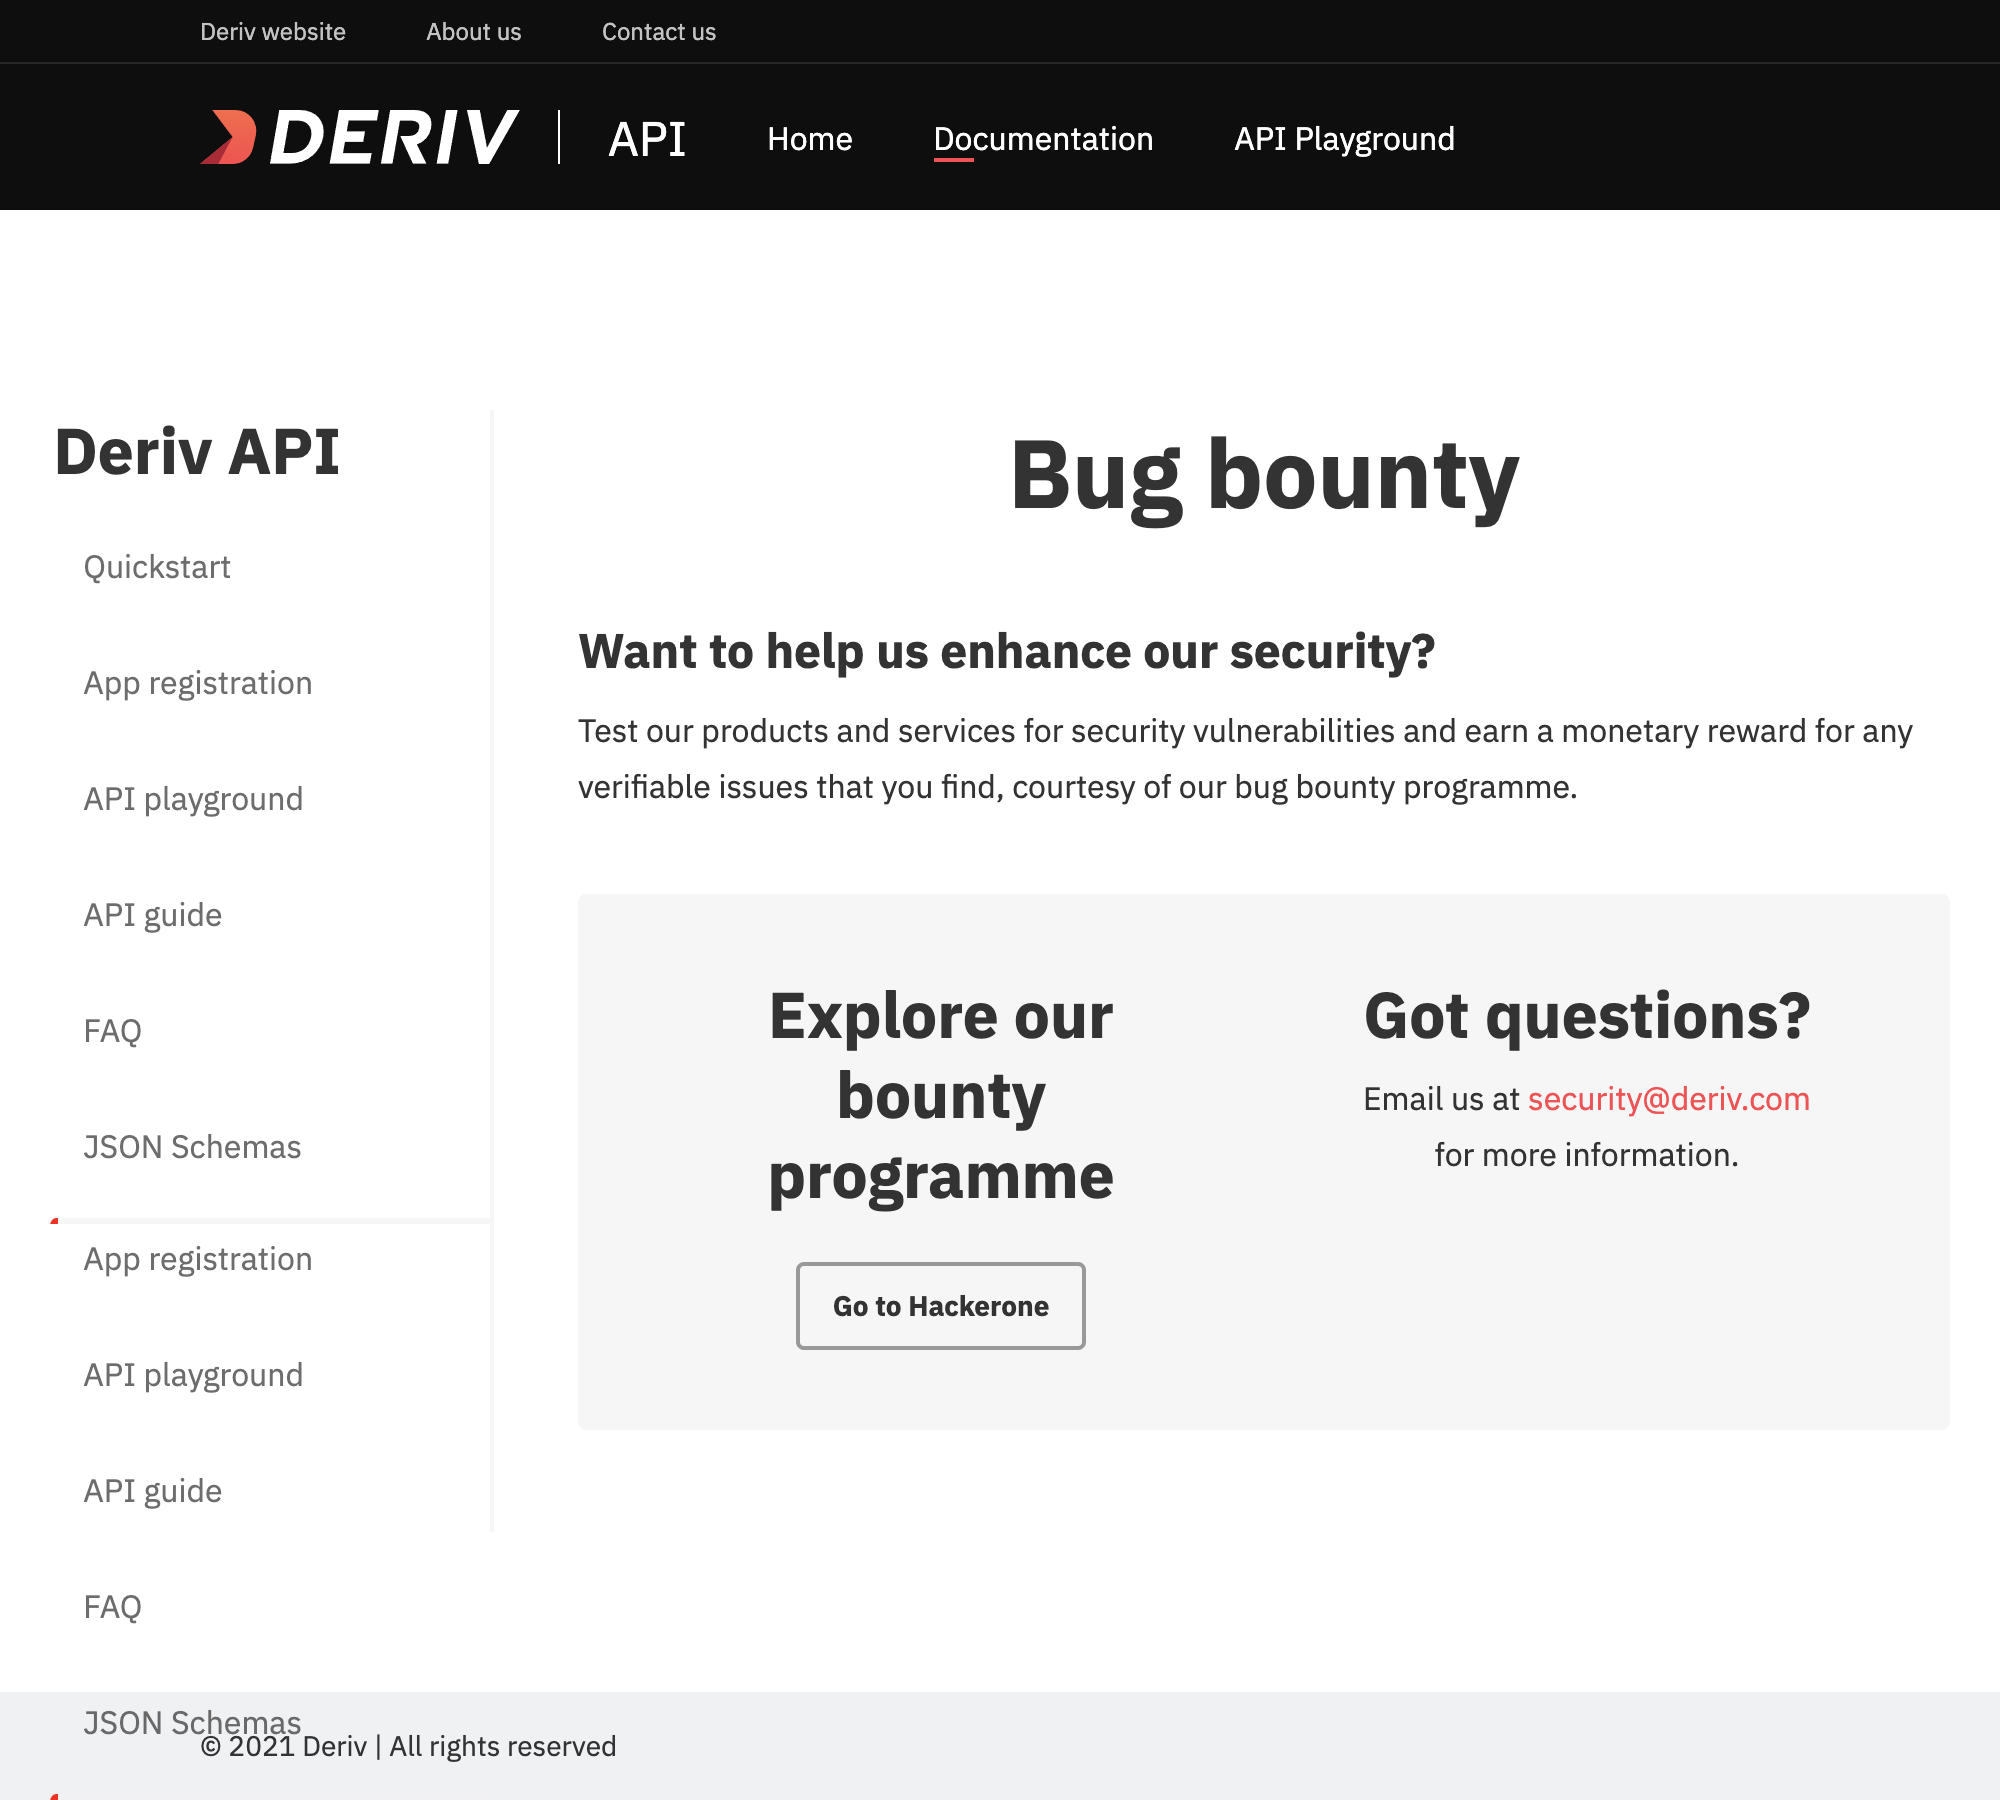 Deriv website
About us
Contact us
DERIV
API
Home
Documentation
API Playground
Deriv API
Quickstart
App registration
API playground
API guide
FAQ
JSON Schemas
App registration
API playground
API guide
FAQ
JSON Schemas
Bug bounty
Want to help us enhance our security?
Test our products and services for security vulnerabilities and earn a monetary reward for any
verifiable issues that you find, courtesy of our bug bounty programme.
Explore our
bounty
programme
Go to Hackerone
Got questions?
Email us at security@deriv.com
for more information.
© 2021 Deriv | All rights reserved